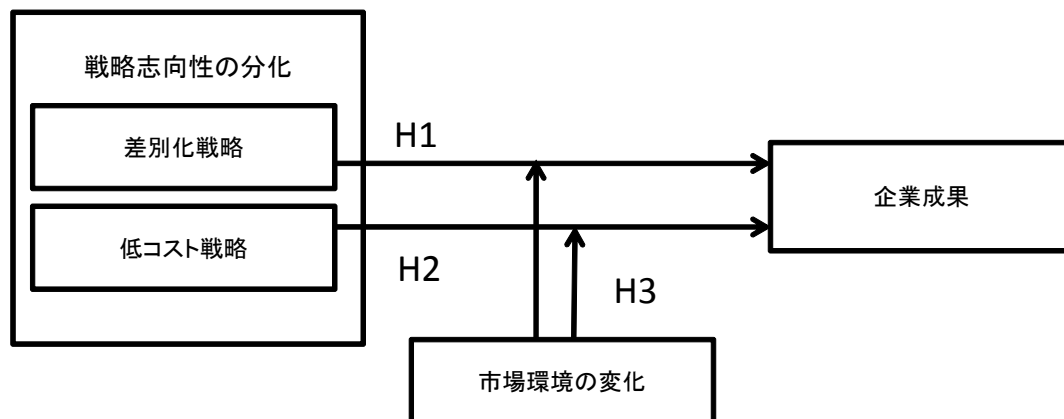 戦略志向性の分化
差別化戦略
低コスト戦略
H1
H2
H3
企業成果
市場環境の変化